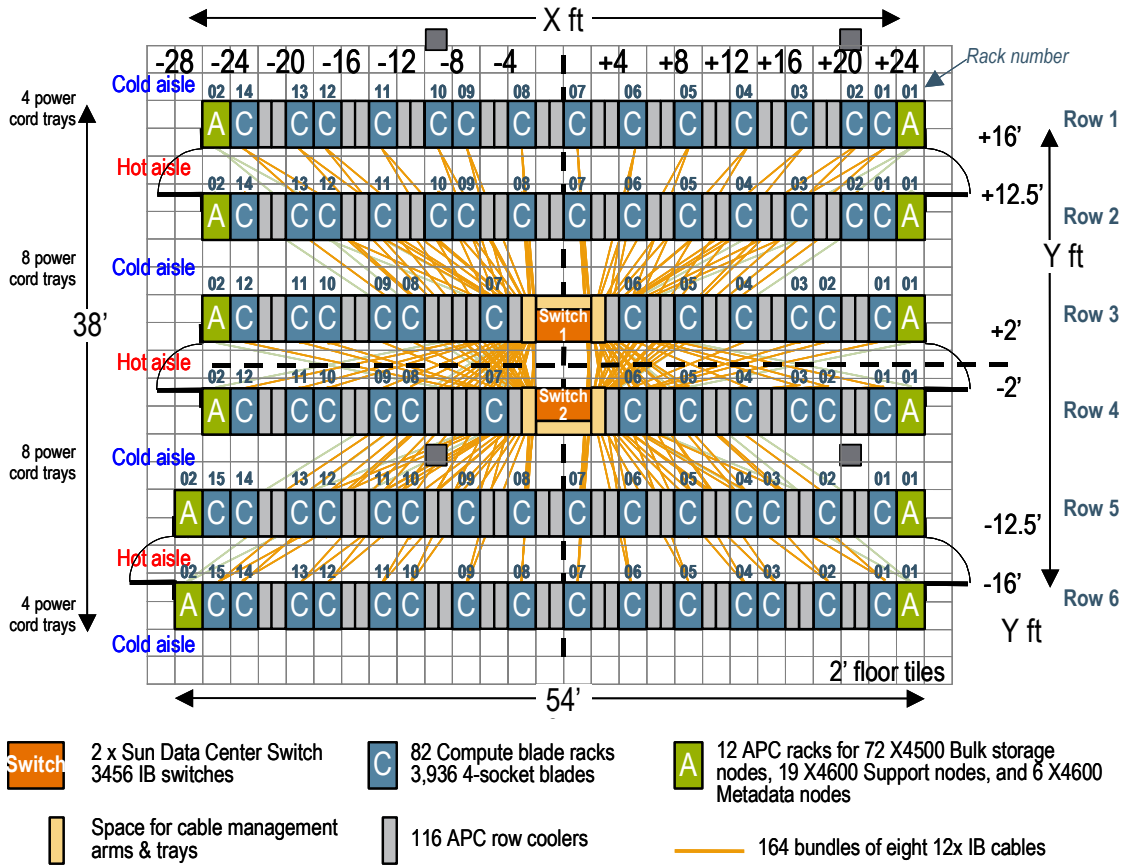 X ft
-28 -24 -20 -16 -12 -8 -4 +4 +8 +12 +16 +20 +24
Rack number
Cold aisle
02 14 13 12 11 10 09 08 07 06 05 04 03 02 01 01
4 power
cord trays
A C C C C C C C C C C C C C C A
+16'
Row 1
Hot aisle
02 14 13 12 11 10 09 08 07 06 05 04 03 02 01 01
+12.5'
A C C C C C C C C C C C C C C A
Row 2
8 power
cord trays
Cold aisle
Y ft
02 12 11 10 09 08 07 06 05 04 03 02 01 01
38'
A C C C C C C Switch 1 C C C C C C A
+2'
Row 3
Hot aisle
02 12 11 10 09 08 07 06 05 04 03 02 01 01
-2'
A C C C C C C Switch 2 C C C C C C A
Row 4
8 power
cord trays
Cold aisle
02 15 14 13 12 11 10 09 08 07 06 05 04 03 02 01 01
A C C C C C C C C C C C C C C C A
-12.5'
Row 5
Hot aisle
02 15 14 13 12 11 10 09 08 07 06 05 04 03 02 01 01
-16'
4 power
cord trays
A C C C C C C C C C C C C C C C A
Row 6
Y ft
Cold aisle
2' floor tiles
54'
Switch
2 x Sun Data Center Switch
3456 IB switches
C
82 Compute blade racks
3,936 4-socket blades
A
12 APC racks for 72 X4500 Bulk storage
nodes, 19 X4600 Support nodes, and 6 X4600
Metadata nodes
Space for cable management
arms & trays
116 APC row coolers
164 bundles of eight 12x IB cables